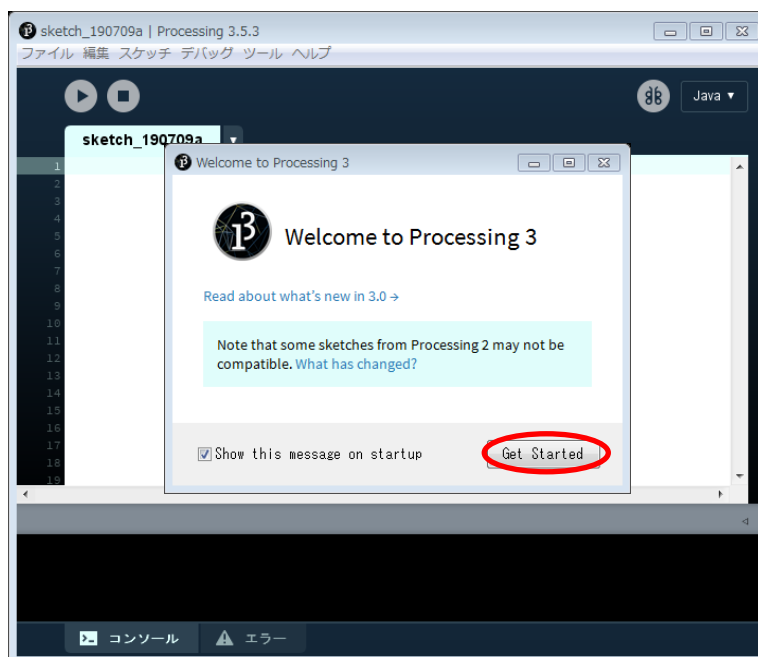 sketch_190709a | Processing 3.5.3
ファイル 編集 スケッチ デバッグ ツール ヘルプ
Java ▼
sketch_190709a ▼
Welcome to Processing 3
Welcome to Processing 3
Read about what's new in 3.0 →
Note that some sketches from Processing 2 may not be
compatible. What has changed?
Show this message on startup
Get Started
1
2
3
4
5
6
7
8
9
10
11
12
13
14
15
16
17
18
19
コンソール
エラー